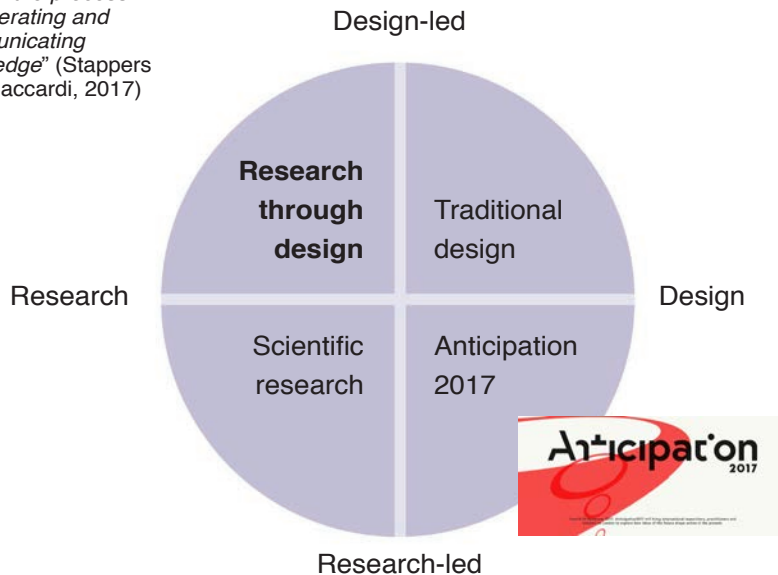 erating and
unicating
edge” (Stappers
accardi, 2017)
Design-led
Research
through
design
Traditional
design
Research
Design
Scientific
research
Anticipation
2017
Anticipation
2017
Research-led